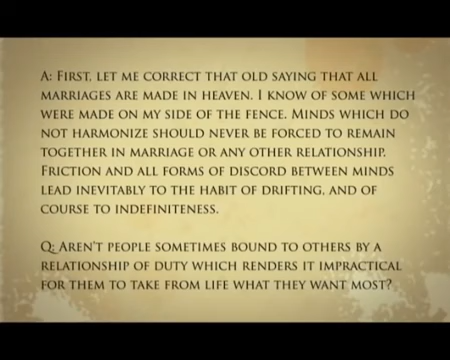 A: First, let me correct that old saying that all
marriages are made in heaven. I know of some which
were made on my side of the fence. Minds which do
not harmonize should never be forced to remain
together in marriage or any other relationship.
Friction and all forms of discord between minds
lead inevitably to the habit of drifting, and of
course to indefiniteness.
Q: Aren't people sometimes bound to others by a
relationship of duty which renders it impractical
for them to take from life what they want most?